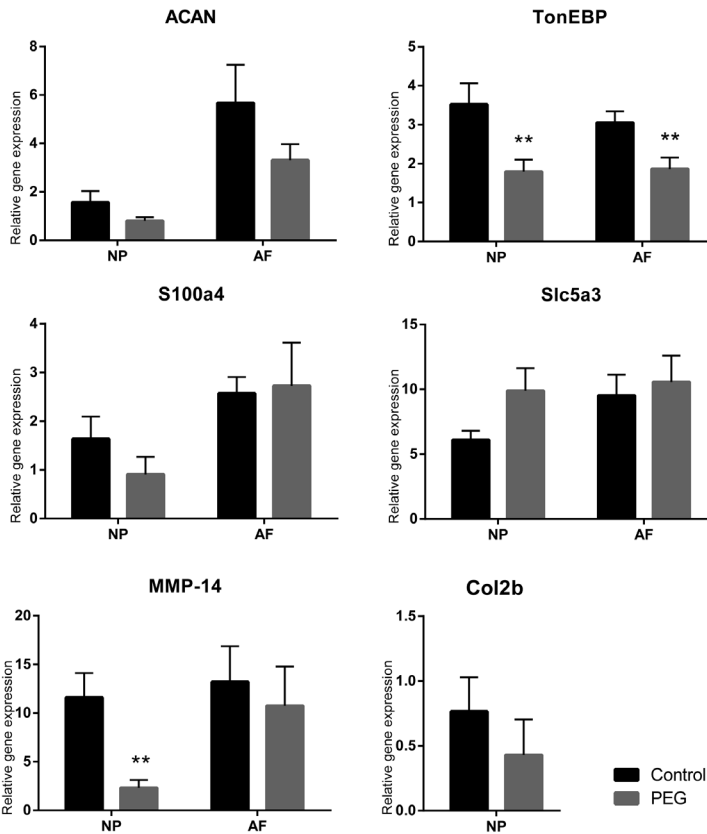 ACAN
Relative gene expression
8
6
4
2
0
NP AF
TonEBP
Relative gene expression
5
4
3
2
1
0
** **
NP AF
S100a4
Relative gene expression
4
3
2
1
0
NP AF
Slc5a3
Relative gene expression
15
10
5
0
NP AF
MMP-14
Relative gene expression
20
15
10
5
0
**
NP AF
Col2b
Relative gene expression
1.5
1.0
0.5
0.0
NP
Control
PEG